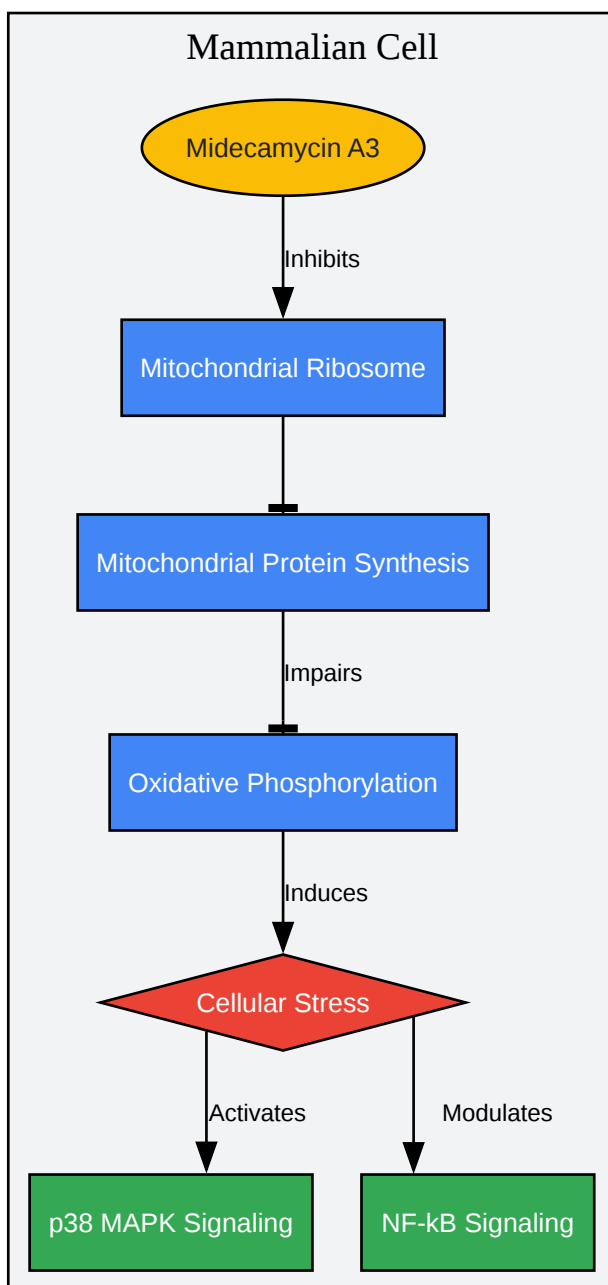 Mammalian Cell
Midecamycin A3
Inhibits
Mitochondrial Ribosome
Mitochondrial Protein Synthesis
Impairs
Oxidative Phosphorylation
Induces
Cellular Stress
Activates
Modulates
p38 MAPK Signaling
NF-kB Signaling